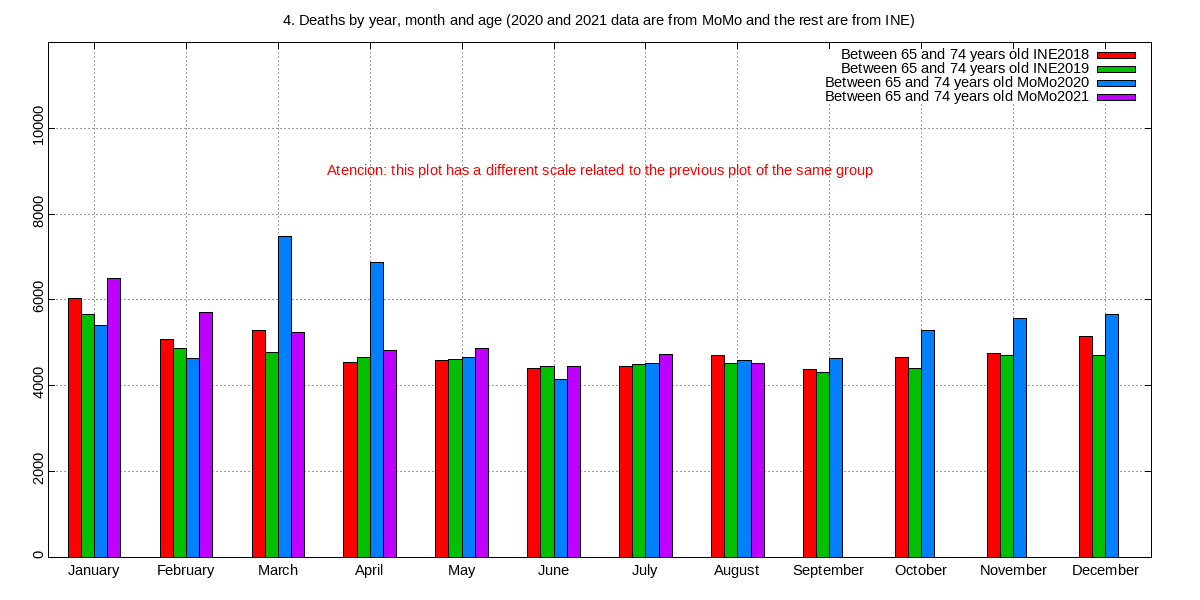 4. Deaths by year, month and age (2020 and 2021 data are from MoMo and the rest are from INE)
Between 65 and 74 years old INE2018
Between 65 and 74 years old INE2019
Between 65 and 74 years old MoMo2020
Between 65 and 74 years old MoMo2021
Atencion: this plot has a different scale related to the previous plot of the same group
10000
8000
6000
4000
2000
0
January February March April May June July August September October November December